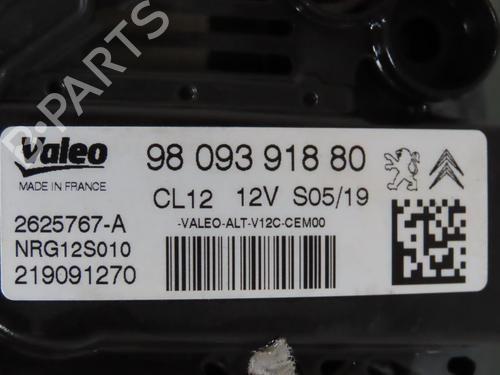 Valeo
98 093 918 80
MADE IN FRANCE
CL12 12V S05/19
2625767-A
-VALEO-ALT-V12C-CEM00
NRG12S010
219091270
B-PARTS